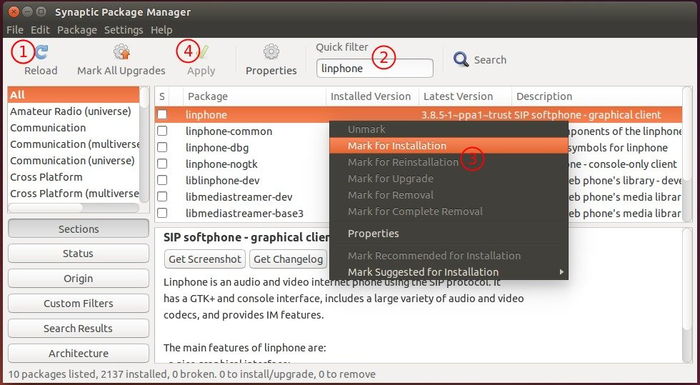 Synaptic Package Manager
File Edit Package Settings Help
1 4 Quick filter 2
Reload Mark All Upgrades Apply Properties linphone Search
All
Amateur Radio (universe)
Communication
Communication (multiverse
Communication (universe)
Cross Platform
Cross Platform (multiverse
S Package Installed Version Latest Version Description
linphone 3.8.5-1~ppa1~trust SIP softphone - graphical client
linphone-common mponents of the linphone
linphone-dbg symbols for linphone
linphone-nogtk e - console-only client
liblinphone-dev eb phone's library - deve
libmediastreamer-dev eb phone's media library
libmediastreamer-base3 eb phone's media library
Unmark
Mark for Installation
Mark for Reinstallation 3
Mark for Upgrade
Mark for Removal
Mark for Complete Removal
Properties
Mark Recommended for Installation
Mark Suggested for Installation
Sections
Status
Origin
Custom Filters
Search Results
Architecture
SIP softphone - graphical clien
Get Screenshot Get Changelog
Linphone is an audio and video internet phone using the SIP protocol. It
has a GTK+ and console interface, includes a large variety of audio and video
codecs, and provides IM features.
The main features of linphone are:
10 packages listed, 2137 installed, 0 broken. 0 to install/upgrade, 0 to remove